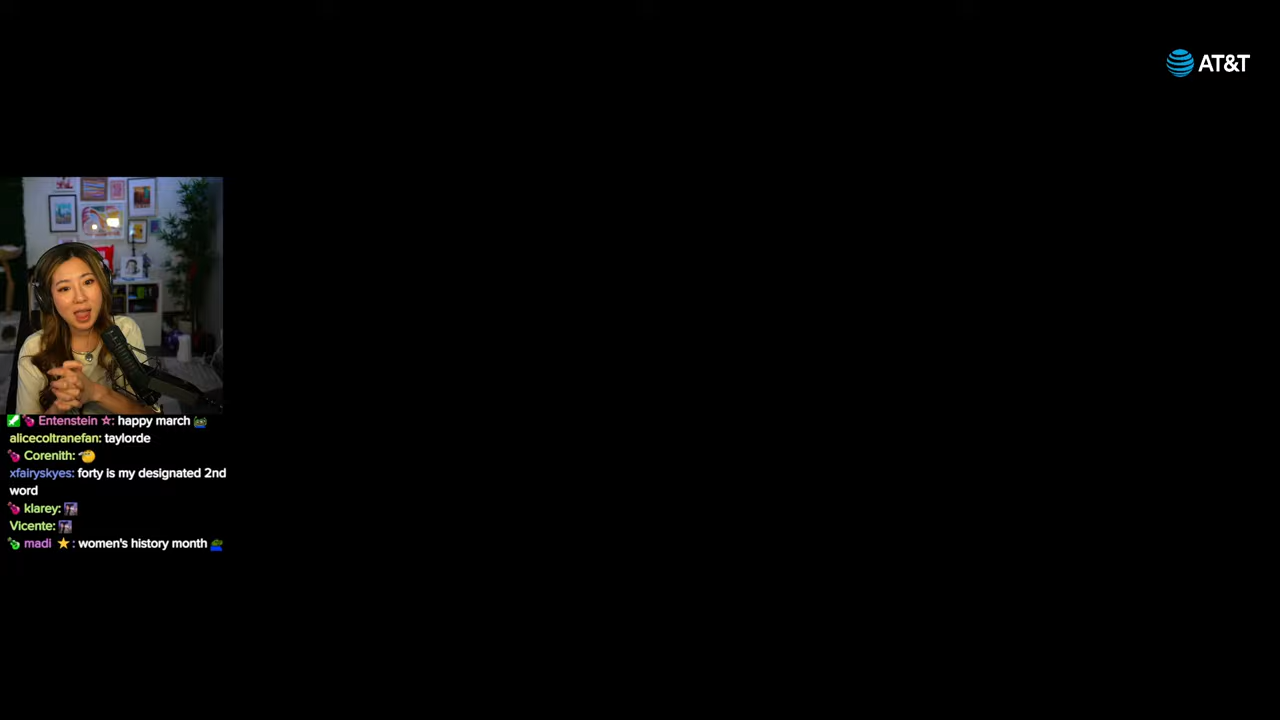 AT&T
Entenstein ☆: happy march
alicecoltranefan: taylorde
Corenith:
xfairyskyes: forty is my designated 2nd
word
klarey:
Vicente:
madi ★: women's history month